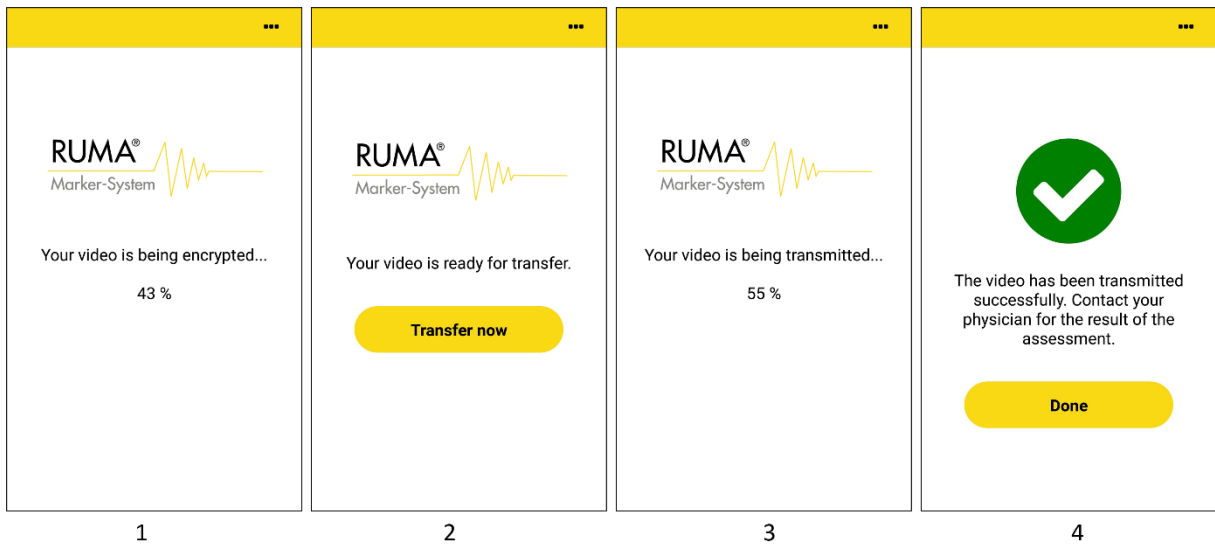 RUMA®
Marker-System
Your video is being encrypted...
43 %
1
RUMA®
Marker-System
Your video is ready for transfer.
Transfer now
2
RUMA®
Marker-System
Your video is being transmitted...
55 %
3
The video has been transmitted
successfully. Contact your
physician for the result of the
assessment.
Done
4